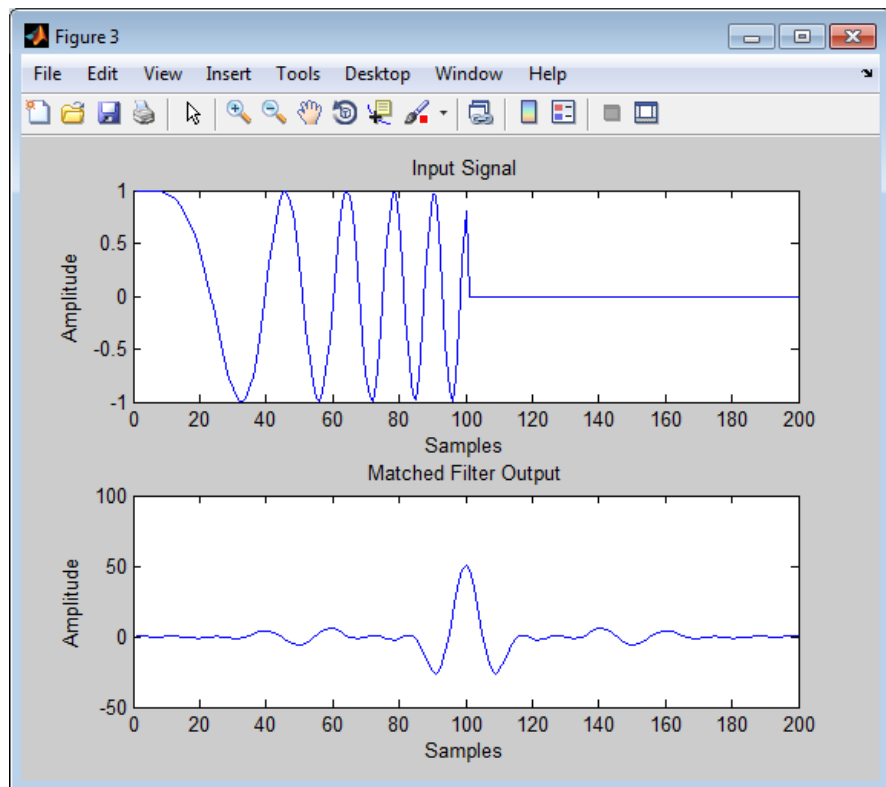 Figure 3
File Edit View Insert Tools Desktop Window Help
Input Signal
Amplitude
1
0.5
0
-0.5
-1
0 20 40 60 80 100 120 140 160 180 200
Samples
Matched Filter Output
Amplitude
100
50
0
-50
0 20 40 60 80 100 120 140 160 180 200
Samples